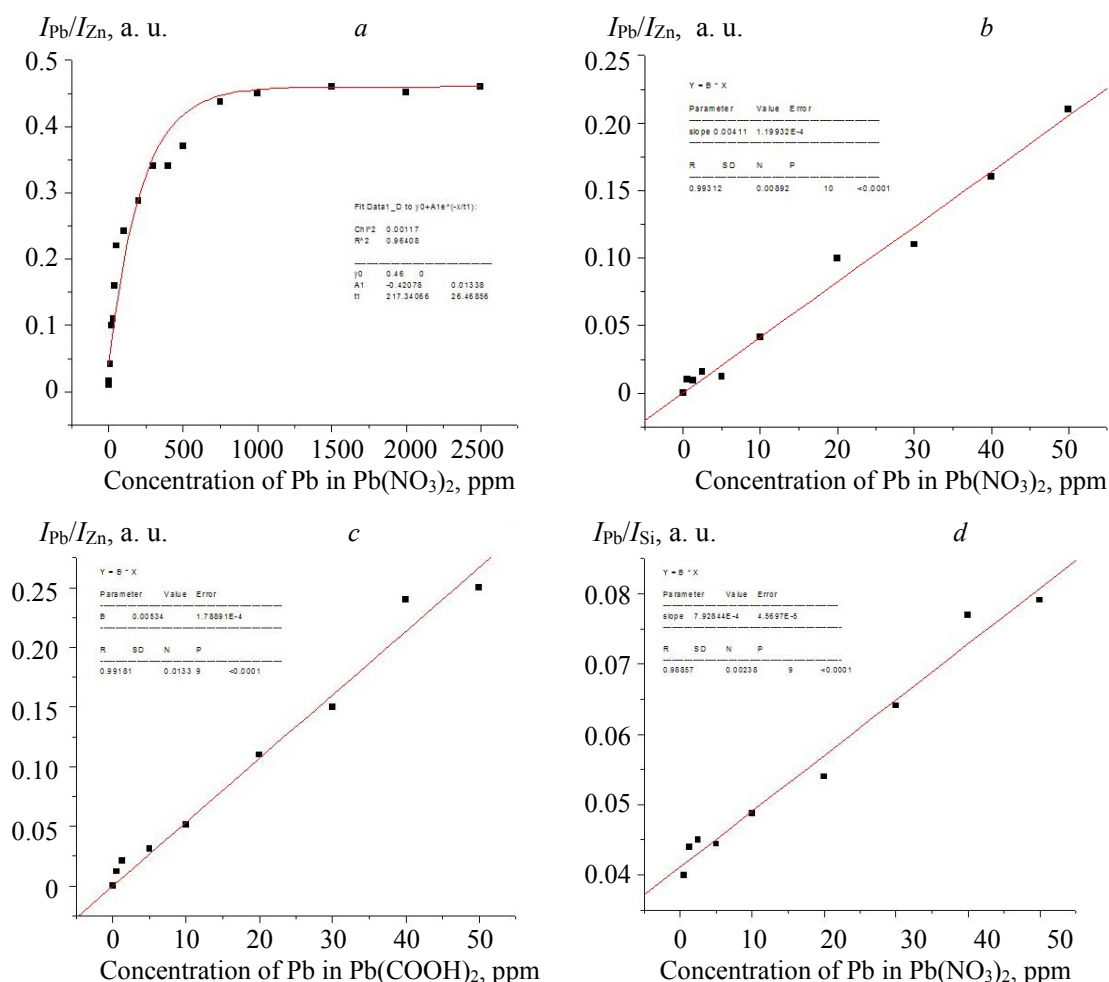 I_Pb/I_Zn, a. u. a
0.5
0.4
0.3
0.2
0.1
0
Fit:Data1_D to y0+A1e^(-x/t1):
Chi^2 0.00117
R^2 0.96408
y0 0.46 0
A1 -0.42078 0.01338
t1 217.34066 26.46856
0 500 1000 1500 2000 2500
Concentration of Pb in Pb(NO₃)₂, ppm
I_Pb/I_Zn, a. u. b
0.25
0.20
0.15
0.10
0.05
0
Y = B * X
Parameter Value Error
slope 0.00411 1.19932E-4
R SD N P
0.99312 0.00892 10 <0.0001
0 10 20 30 40 50
Concentration of Pb in Pb(NO₃)₂, ppm
I_Pb/I_Zn, a. u. c
0.25
0.20
0.15
0.10
0.05
0
Y = B * X
Parameter Value Error
B 0.00534 1.78891E-4
R SD N P
0.99181 0.0133 9 <0.0001
0 10 20 30 40 50
Concentration of Pb in Pb(COOH)₂, ppm
I_Pb/I_Si, a. u. d
0.08
0.07
0.06
0.05
0.04
Y = B * X
Parameter Value Error
slope 7.92844E-4 4.5697E-5
R SD N P
0.98857 0.00238 9 <0.0001
0 10 20 30 40 50
Concentration of Pb in Pb(NO₃)₂, ppm